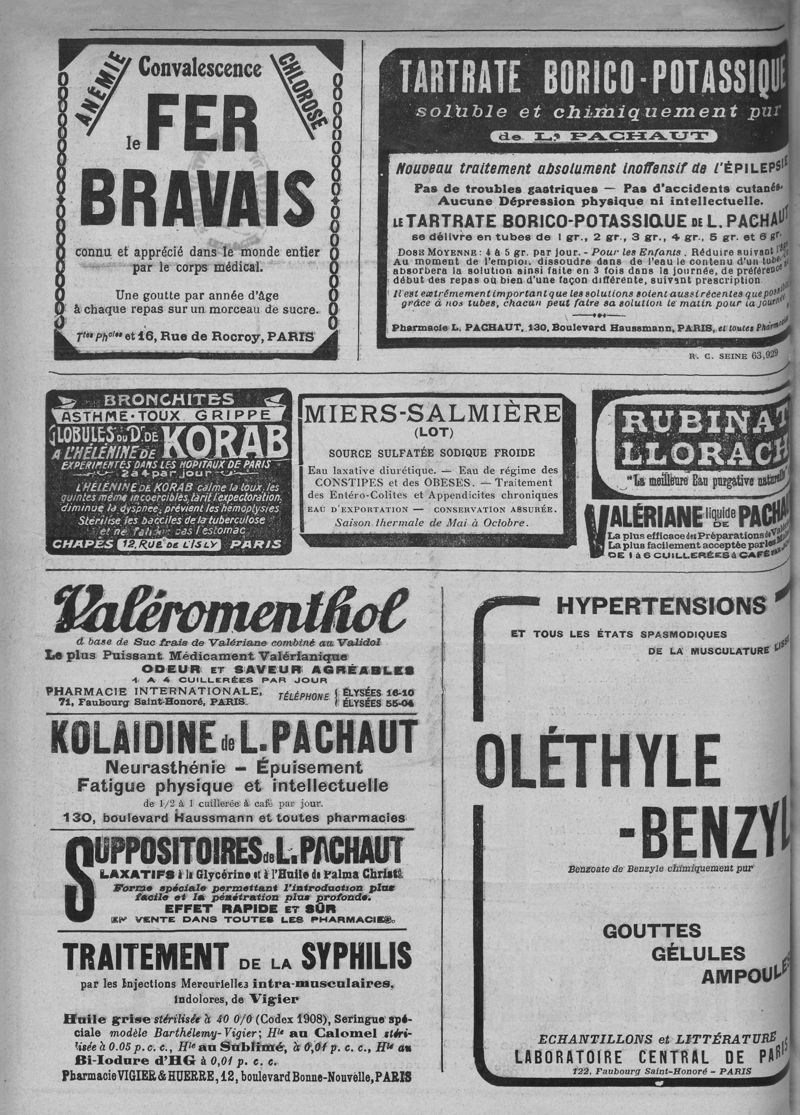 ANÉMIE
Convalescence
CHLOROSE
le FER
BRAVAIS
connu et apprécié dans le monde entier
par le corps médical.
Une goutte par année d'âge
à chaque repas sur un morceau de sucre.
Tles Phcies et 16, Rue de Rocroy, PARIS
TARTRATE BORICO-POTASSIQUE
soluble et chimiquement pur
de L. PACHAUT
Nouveau traitement absolument inoffensif de l'ÉPILEPSIE
Pas de troubles gastriques — Pas d'accidents cutanés.
Aucune Dépression physique ni intellectuelle.
LE TARTRATE BORICO-POTASSIQUE DE L. PACHAUT
se délivre en tubes de 1 gr., 2 gr., 3 gr., 4 gr., 5 gr. et 6 gr.
DOSE MOYENNE : 4 à 5 gr. par jour. - Pour les Enfants. Réduire suivant l'âge
Au moment de l'emploi, dissoudre dans de l'eau le contenu d'un tube
absorbera la solution ainsi faite en 3 fois dans la journée, de préférence
début des repas ou bien d'une façon différente, suivant prescription
Il est extrêmement important que les solutions soient aussi récentes que possible
grâce à nos tubes, chacun peut faire sa solution le matin pour la journée
Pharmacie L. PACHAUT, 130, Boulevard Haussmann, PARIS, et toutes Pharmacies
R. C. SEINE 63,929
BRONCHITES
ASTHME·TOUX GRIPPE
GLOBULES DU Dr. DE KORAB
A L'HÉLÉNINE DE
EXPÉRIMENTÉS DANS LES HOPITAUX DE PARIS
2 à 4 par jour
L'HÉLÉNINE DE KORAB calme la toux, les
quintes même incoercibles, tarit l'expectoration,
diminue la dyspnée, prévient les hémoptysies
Stérilise les bacilles de la tuberculose
et ne fatigue pas l'estomac
CHAPÈS 12, RUE DE L'ISLY PARIS
MIERS-SALMIÈRE
(LOT)
SOURCE SULFATÉE SODIQUE FROIDE
Eau laxative diurétique. — Eau de régime des
CONSTIPES et des OBESES. — Traitement
des Entéro-Colites et Appendicites chroniques
EAU D'EXPORTATION — CONSERVATION ASSURÉE.
Saison thermale de Mai à Octobre.
RUBINAT
LLORACH
"La meilleure Eau purgative naturelle
VALÉRIANE liquide DE PACHAUT
La plus efficace des Préparations de
La plus facilement acceptée par les
DE 1 à 6 CUILLERÉES à CAFÉ
Valéromenthol
à base de Suc frais de Valériane combiné au Validol
Le plus Puissant Médicament Valérianique
ODEUR ET SAVEUR AGRÉABLES
1 A 4 CUILLERÉES PAR JOUR
PHARMACIE INTERNATIONALE,
71, Faubourg Saint-Honoré, PARIS.
TÉLÉPHONE { ÉLYSÉES 16-10
ÉLYSÉES 55-04
KOLAIDINE de L. PACHAUT
Neurasthénie – Épuisement
Fatigue physique et intellectuelle
de 1/2 à 1 cuillerée à café par jour.
130, boulevard Haussmann et toutes pharmacies
SUPPOSITOIRES de L. PACHAUT
LAXATIFS à la Glycérine et à l'Huile de Palma Christi
Forme spéciale permettant l'introduction plus
facile et la pénétration plus profonde.
EFFET RAPIDE ET SÛR
EN VENTE DANS TOUTES LES PHARMACIES.
TRAITEMENT DE LA SYPHILIS
par les Injections Mercurielles intra-musculaires,
Indolores, de Vigier
Huile grise stérilisée à 40 0/0 (Codex 1908), Seringue spé-
ciale modèle Barthélemy-Vigier; Hle au Calomel stéri-
lisée à 0.05 p. c. c., Hle au Sublimé, à 0,01 p. c. c., Hle au
Bi-Iodure d'HG à 0,01 p. c. c.
Pharmacie VIGIER & HUERRE, 12, boulevard Bonne-Nouvelle, PARIS
HYPERTENSIONS
ET TOUS LES ÉTATS SPASMODIQUES
DE LA MUSCULATURE LISSE
OLÉTHYLE
-BENZYL
Benzoate de Benzyle chimiquement pur
GOUTTES
GÉLULES
AMPOULES
ECHANTILLONS et LITTÉRATURE
LABORATOIRE CENTRAL DE PARIS
122, Faubourg Saint-Honoré - PARIS